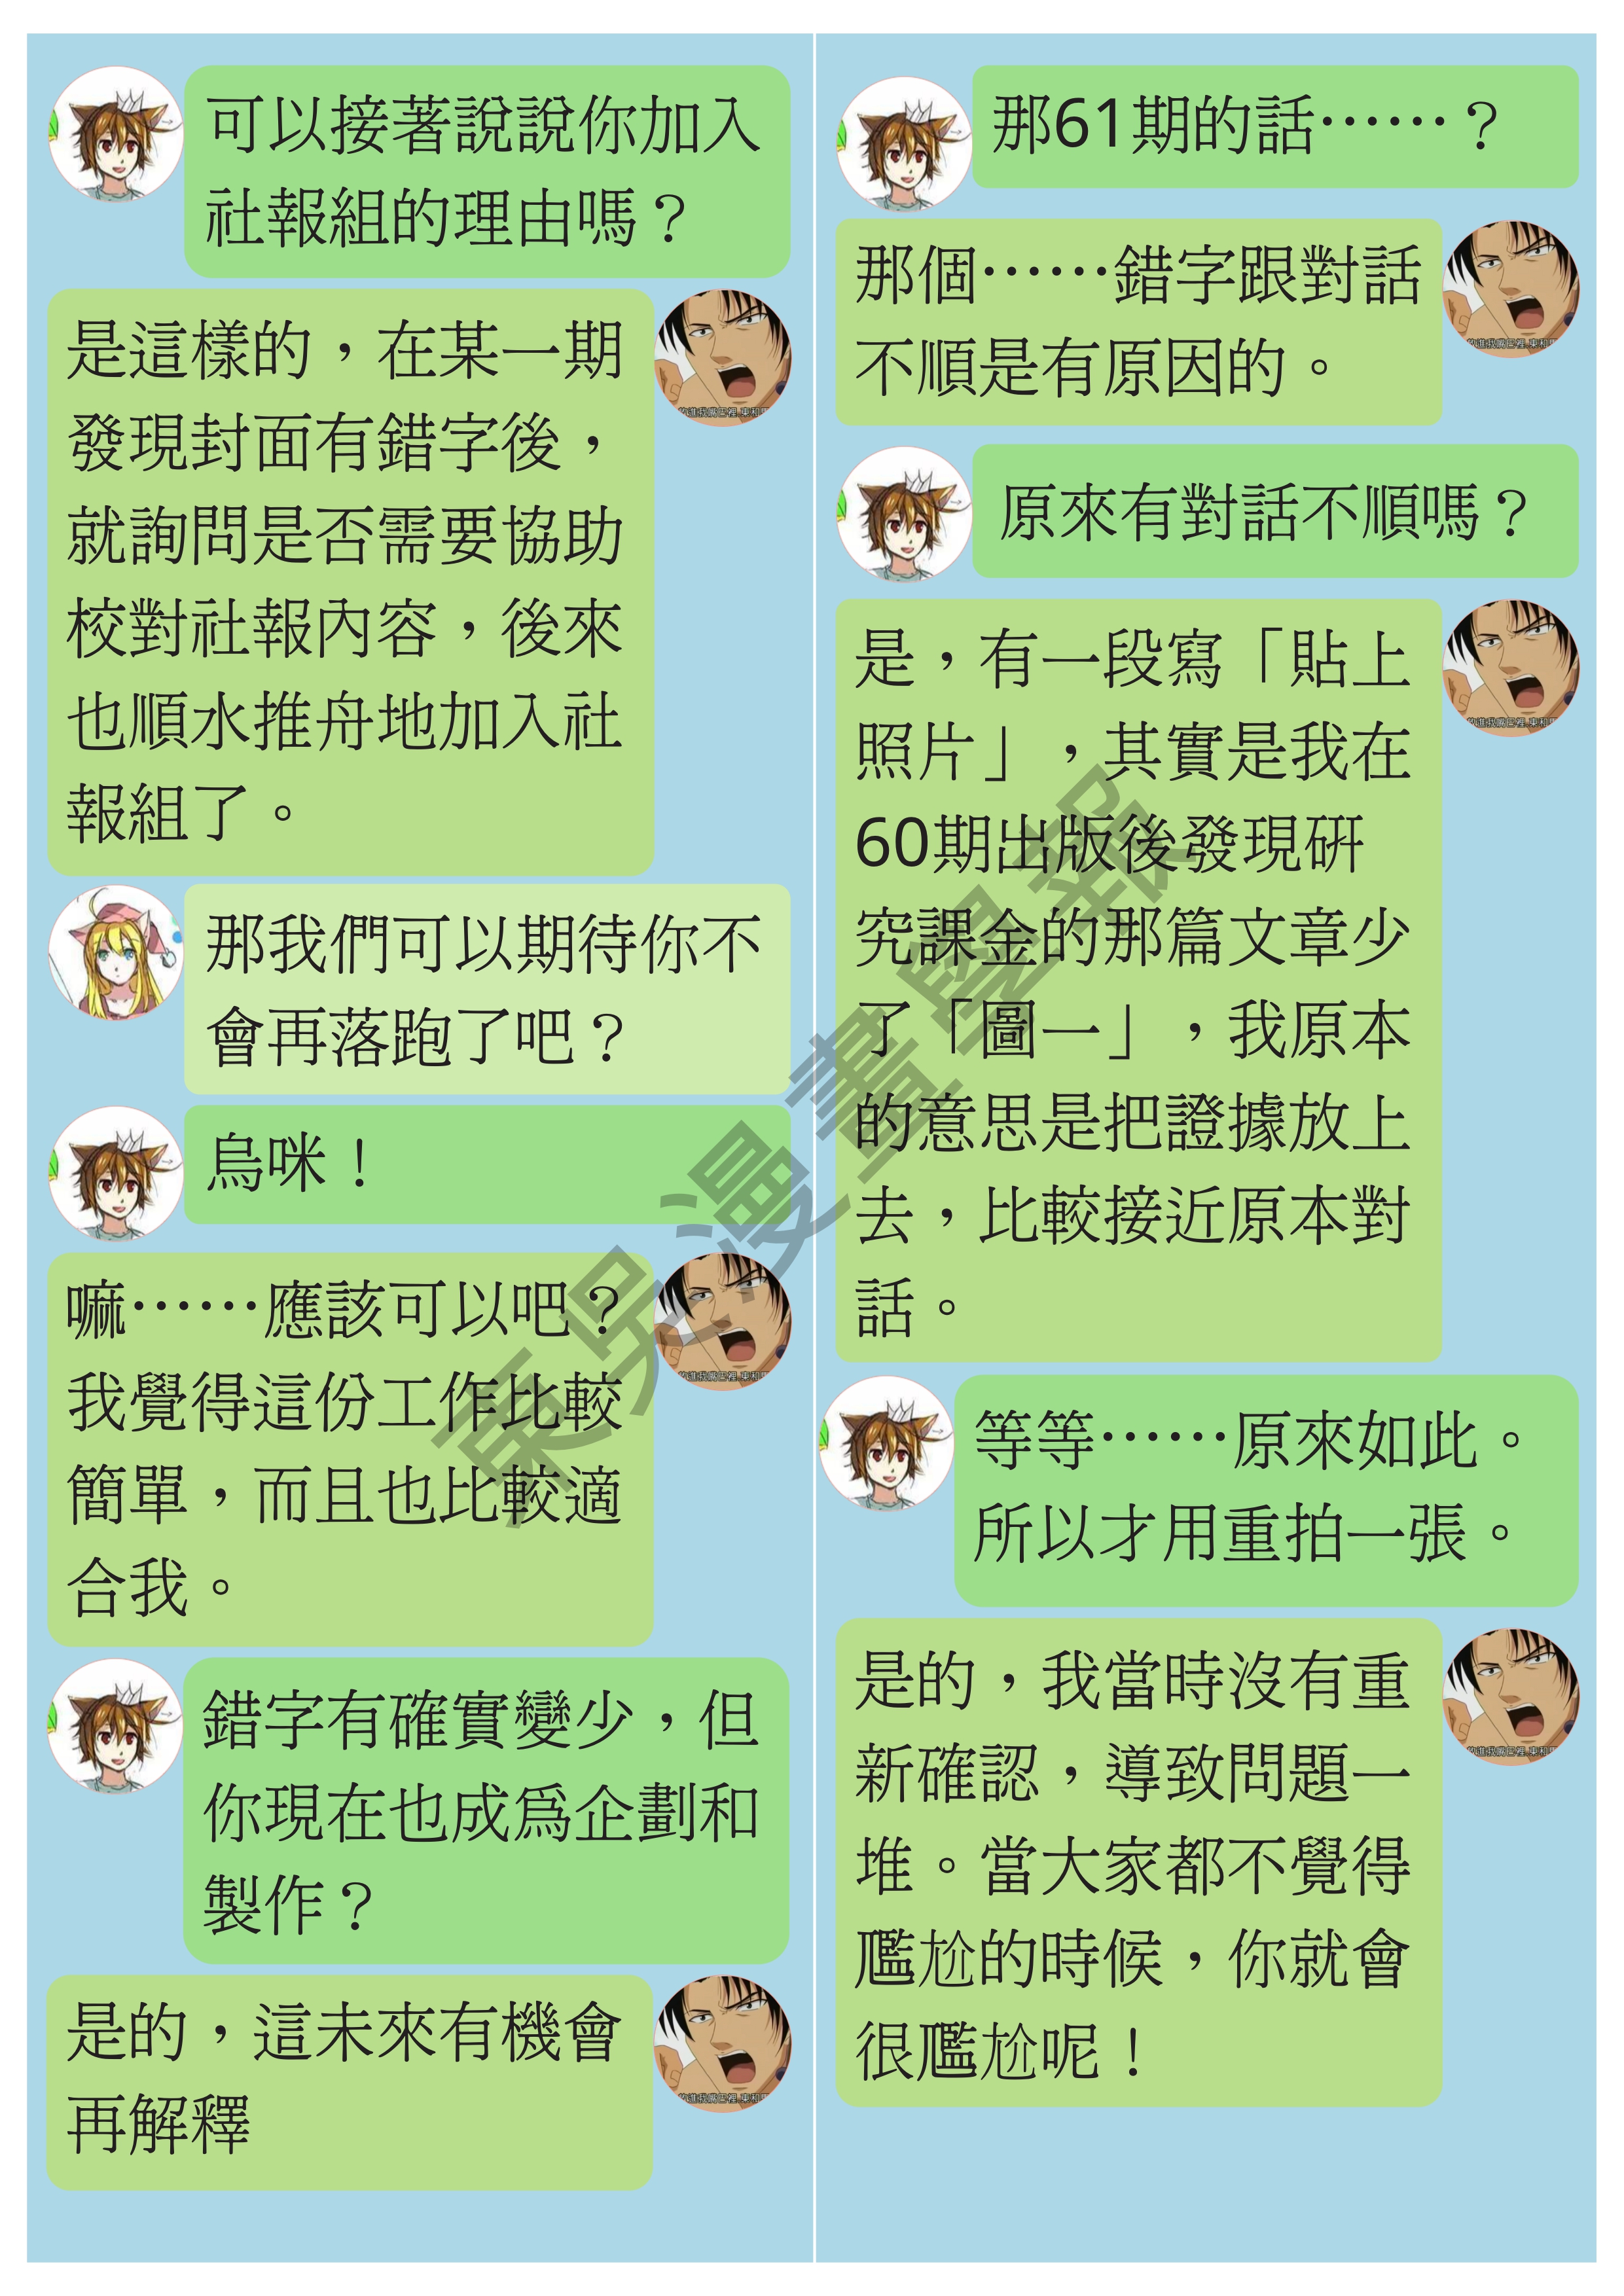 可以接著說說你加入
社報組的理由嗎？
是這樣的，在某一期
發現封面有錯字後，
就詢問是否需要協助
校對社報內容，後來
也順水推舟地加入社
報組了。
那我們可以期待你不
會再落跑了吧？
烏咪！
嘛⋯⋯應該可以吧？
我覺得這份工作比較
簡單，而且也比較適
合我。
錯字有確實變少，但
你現在也成為企劃和
製作？
是的，這未來有機會
再解釋
那61期的話⋯⋯？
那個⋯⋯錯字跟對話
不順是有原因的。
原來有對話不順嗎？
是，有一段寫「貼上
照片」，其實是我在
60期出版後發現研
究課金的那篇文章少
了「圖一」，我原本
的意思是把證據放上
去，比較接近原本對
話。
等等⋯⋯原來如此。
所以才用重拍一張。
是的，我當時沒有重
新確認，導致問題一
堆。當大家都不覺得
尷尬的時候，你就會
很尷尬呢！
東吳漫畫學報